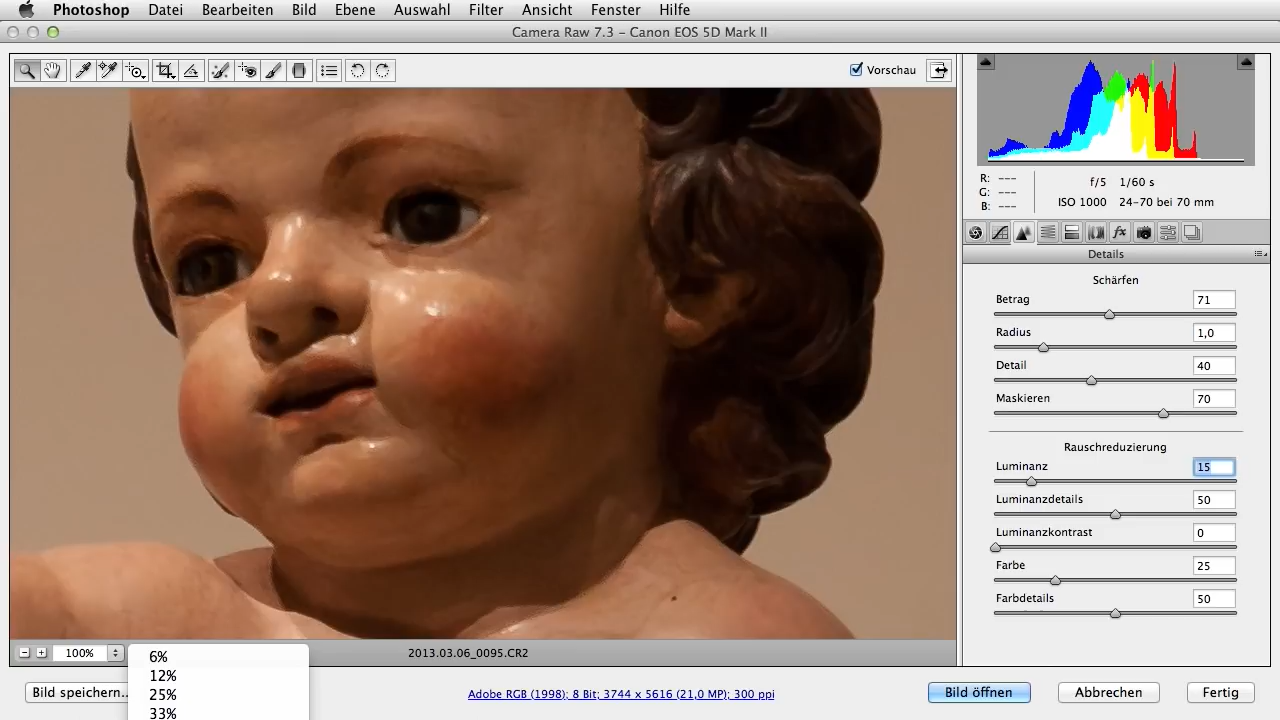 Photoshop Datei Bearbeiten Bild Ebene Auswahl Filter Ansicht Fenster Hilfe
Camera Raw 7.3 - Canon EOS 5D Mark II
Vorschau
R: ---
G: ---
B: ---
f/5 1/60 s
ISO 1000 24-70 bei 70 mm
fx
Details
Schärfen
Betrag 71
Radius 1,0
Detail 40
Maskieren 70
Rauschreduzierung
Luminanz 15
Luminanzdetails 50
Luminanzkontrast 0
Farbe 25
Farbdetails 50
100%
2013.03.06_0095.CR2
6%
12%
25%
33%
Bild speichern...
Adobe RGB (1998); 8 Bit; 3744 x 5616 (21,0 MP); 300 ppi
Bild öffnen
Abbrechen
Fertig